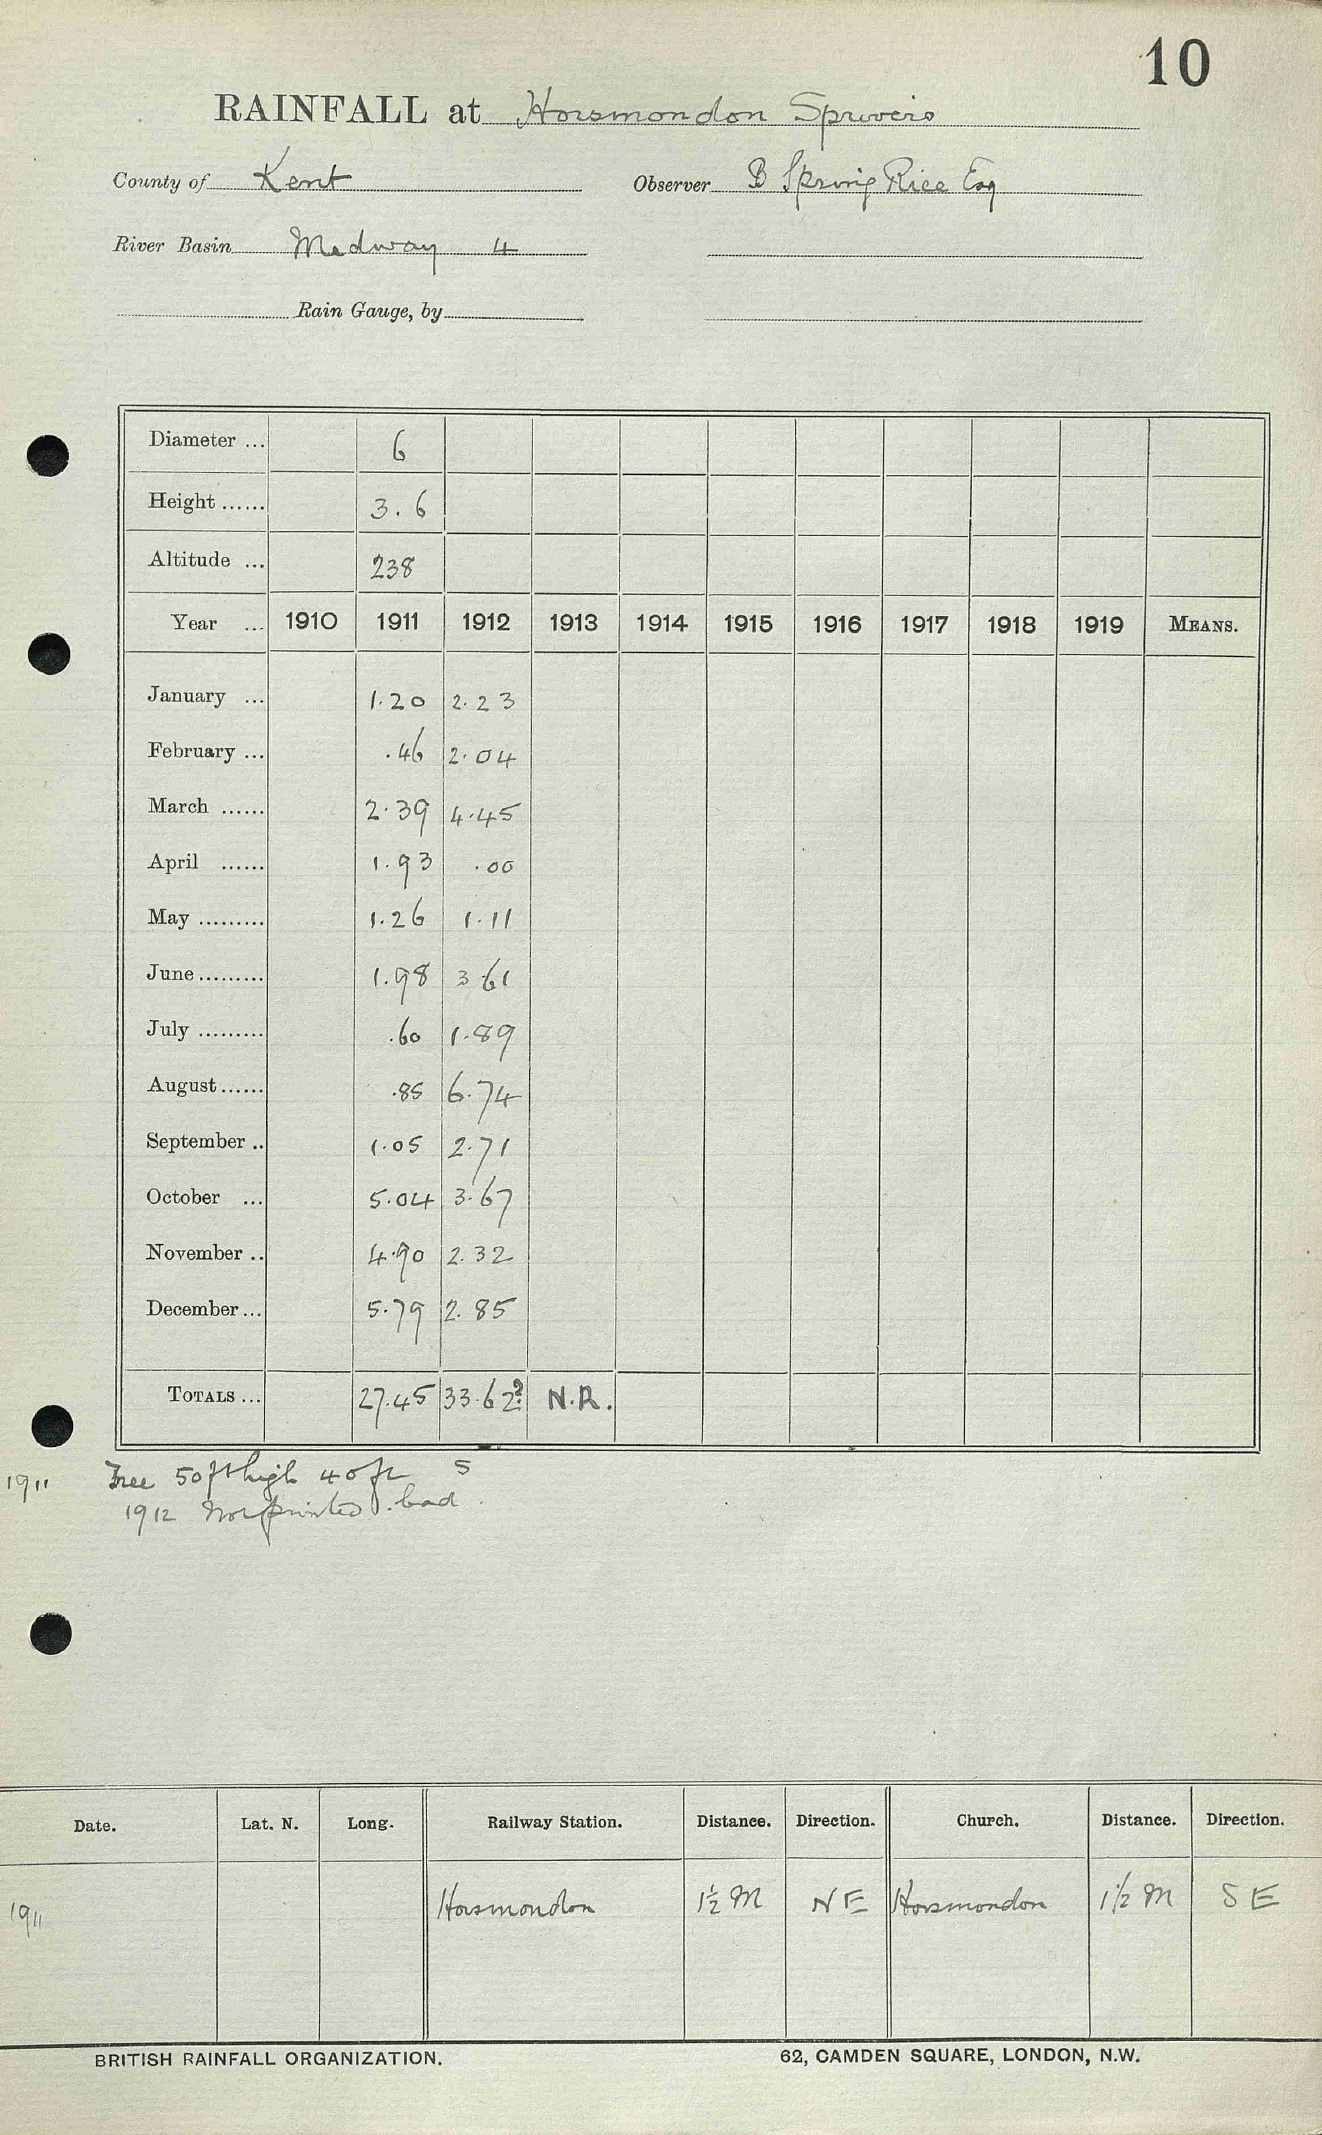 10
RAINFALL at Horsmondon Sprivers
County of Kent Observer B Spring Rice Esq
River Basin Medway 4
Rain Gauge, by
Diameter ... 6
Height ...... 3.6
Altitude ... 238
Year ... 1910 1911 1912 1913 1914 1915 1916 1917 1918 1919 MEANS.
January ... 1.20 2.23
February ... .46 2.04
March ...... 2.39 4.45
April ...... 1.93 .00
May ......... 1.26 1.11
June ......... 1.98 3 61
July ......... .60 1.89
August ...... .85 6.74
September .. 1.05 2.71
October ... 5.04 3.67
November .. 4.90 2.32
December ... 5.79 2.85
TOTALS ... 27.45 33.62? N.R.
1911 Tree 50ft high 40ft S
1912 Not printed. bad.
Date. Lat. N. Long. Railway Station. Distance. Direction. Church. Distance. Direction.
1911 Horsmondon 1½ M NE Horsmondon 1½ M SE
BRITISH RAINFALL ORGANIZATION. 62, CAMDEN SQUARE, LONDON, N.W.